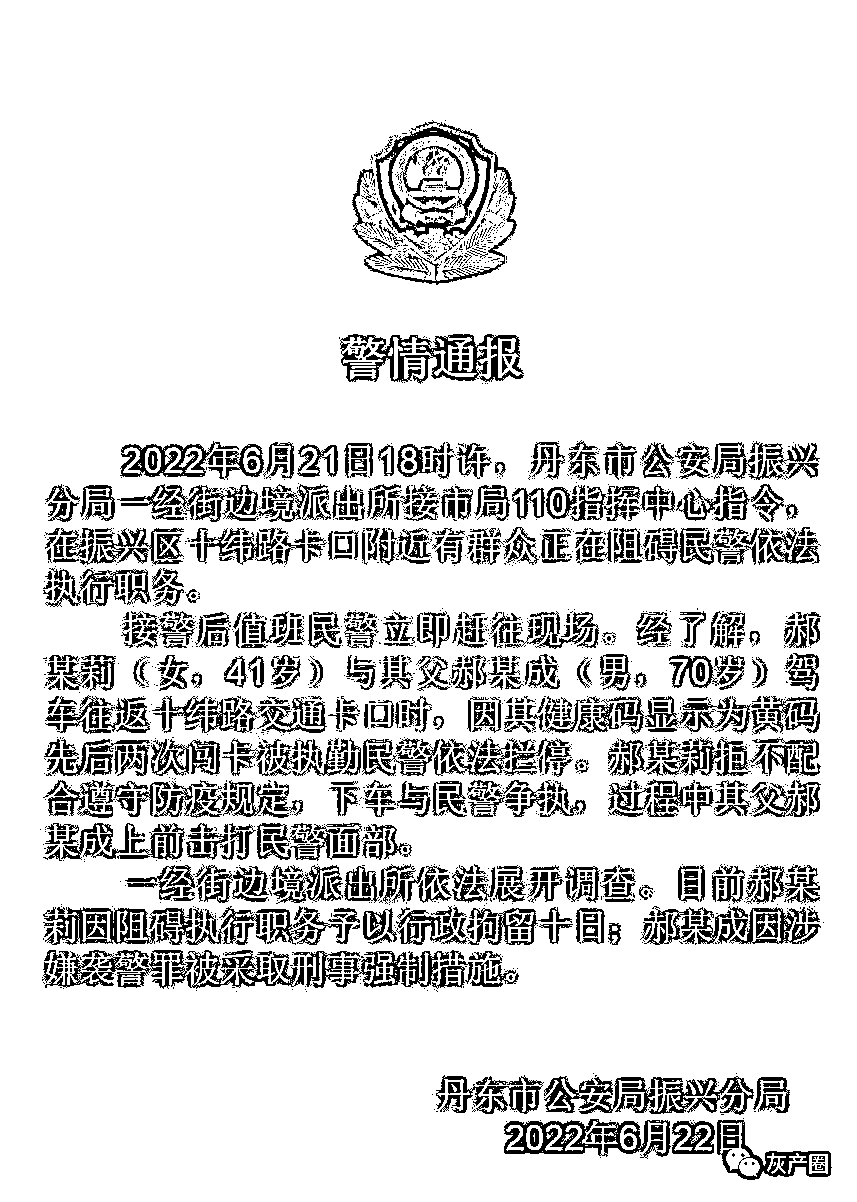 警情通报
2022年6月21日18时许，丹东市公安局振兴
分局一经街边境派出所接市局110指挥中心指令，
在振兴区十纬路卡口附近有群众正在阻碍民警依法
执行职务。
接警后值班民警立即赶往现场。经了解，郝
某莉（女，41岁）与其父郝某成（男，70岁）驾
车往返十纬路交通卡口时，因其健康码显示为黄码
先后两次闯卡被执勤民警依法拦停。郝某莉拒不配
合遵守防疫规定，下车与民警争执，过程中其父郝
某成上前击打民警面部。
一经街边境派出所依法展开调查。目前郝某
莉因阻碍执行职务予以行政拘留十日；郝某成因涉
嫌袭警罪被采取刑事强制措施。
丹东市公安局振兴分局
2022年6月22日
灰产圈